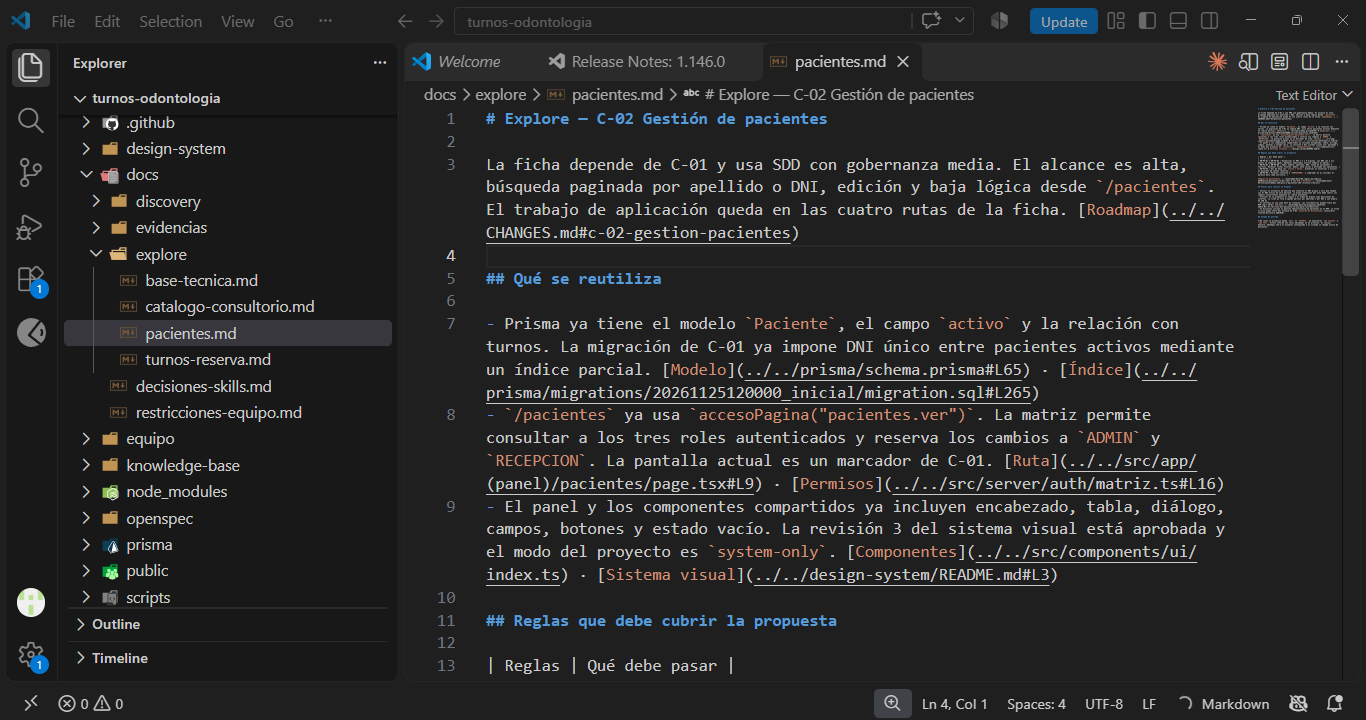 File Edit Selection View Go ··· turnos-odontologia Update
Explorer ···
turnos-odontologia
.github
design-system
docs
discovery
evidencias
explore
base-tecnica.md
catalogo-consultorio.md
pacientes.md
turnos-reserva.md
decisiones-skills.md
restricciones-equipo.md
equipo
knowledge-base
node_modules
openspec
prisma
public
scripts
Outline
Timeline
1
1
Welcome Release Notes: 1.146.0 pacientes.md
docs > explore > pacientes.md > abc # Explore — C-02 Gestión de pacientes
Text Editor
1 # Explore — C-02 Gestión de pacientes
2
3 La ficha depende de C-01 y usa SDD con gobernanza media. El alcance es alta,
búsqueda paginada por apellido o DNI, edición y baja lógica desde `/pacientes`.
El trabajo de aplicación queda en las cuatro rutas de la ficha. [Roadmap](../../
CHANGES.md#c-02-gestion-pacientes)
4
5 ## Qué se reutiliza
6
7 - Prisma ya tiene el modelo `Paciente`, el campo `activo` y la relación con
turnos. La migración de C-01 ya impone DNI único entre pacientes activos mediante
un índice parcial. [Modelo](../../prisma/schema.prisma#L65) · [Índice](../../
prisma/migrations/20261125120000_inicial/migration.sql#L265)
8 - `/pacientes` ya usa `accesoPagina("pacientes.ver")`. La matriz permite
consultar a los tres roles autenticados y reserva los cambios a `ADMIN` y
`RECEPCION`. La pantalla actual es un marcador de C-01. [Ruta](../../src/app/
(panel)/pacientes/page.tsx#L9) · [Permisos](../../src/server/auth/matriz.ts#L16)
9 - El panel y los componentes compartidos ya incluyen encabezado, tabla, diálogo,
campos, botones y estado vacío. La revisión 3 del sistema visual está aprobada y
el modo del proyecto es `system-only`. [Componentes](../../src/components/ui/
index.ts) · [Sistema visual](../../design-system/README.md#L3)
10
11 ## Reglas que debe cubrir la propuesta
12
13 | Reglas | Qué debe pasar |
0 0 Ln 4, Col 1 Spaces: 4 UTF-8 LF Markdown